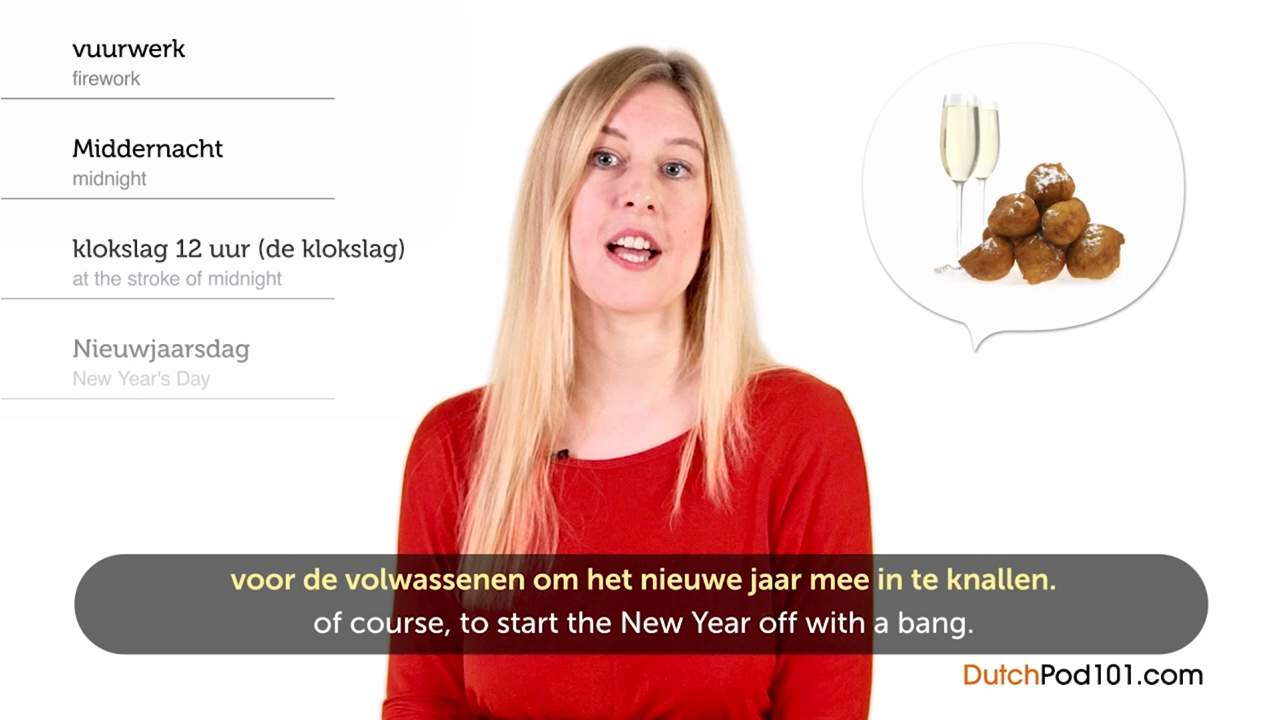 vuurwerk
firework
Middernacht
midnight
klokslag 12 uur (de klokslag)
at the stroke of midnight
Nieuwjaarsdag
New Year's Day
voor de volwassenen om het nieuwe jaar mee in te knallen.
of course, to start the New Year off with a bang.
DutchPod101.com